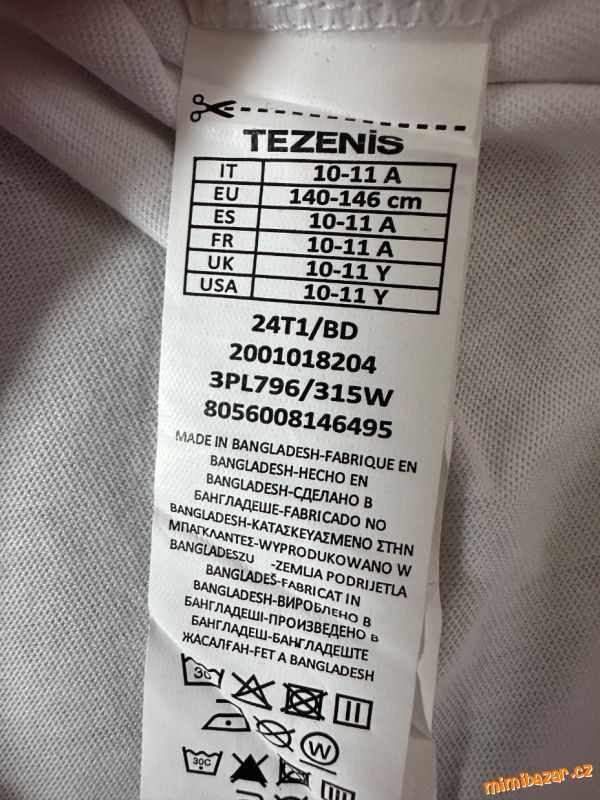 TEZENIS
IT 10-11 A
EU 140-146 cm
ES 10-11 A
FR 10-11 A
UK 10-11 Y
USA 10-11 Y
24T1/BD
2001018204
3PL796/315W
8056008146495
MADE IN BANGLADESH-FABRIQUE EN
BANGLADESH-HECHO EN
BANGLADESH-СДЕЛАНО В
БАНГЛАДЕШЕ-FABRICADO NO
BANGLADESH-ΚΑΤΑΣΚΕΥΑΣΜΕΝΟ ΣΤΗΝ
ΜΠΑΓΚΛΑΝΤΕΣ-WYPRODUKOWANO W
BANGLADESZU -ZEMLJA PODRIJETLA
BANGLADEŠ-FABRICAT IN
BANGLADESH-ВИРОБЛЕНО В
БАНГЛАДЕШІ-ПРОИЗВЕДЕНО в
БАНГЛАДЕШ-БАНГЛАДЕШТЕ
ЖАСАЛҒАН-FET A BANGLADESH
30
W
30C
mimibazar.cz